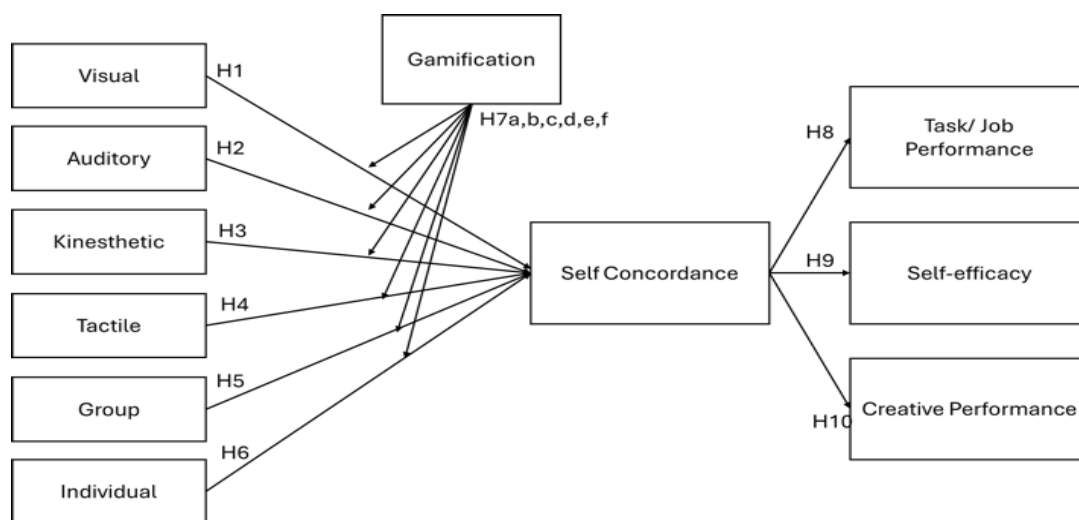 Visual
H1
Gamification
H7a,b,c,d,e,f
Auditory
H2
Kinesthetic
H3
Tactile
H4
Group
H5
Individual
H6
Self Concordance
H8
Task/ Job
Performance
H9
Self-efficacy
H10
Creative Performance